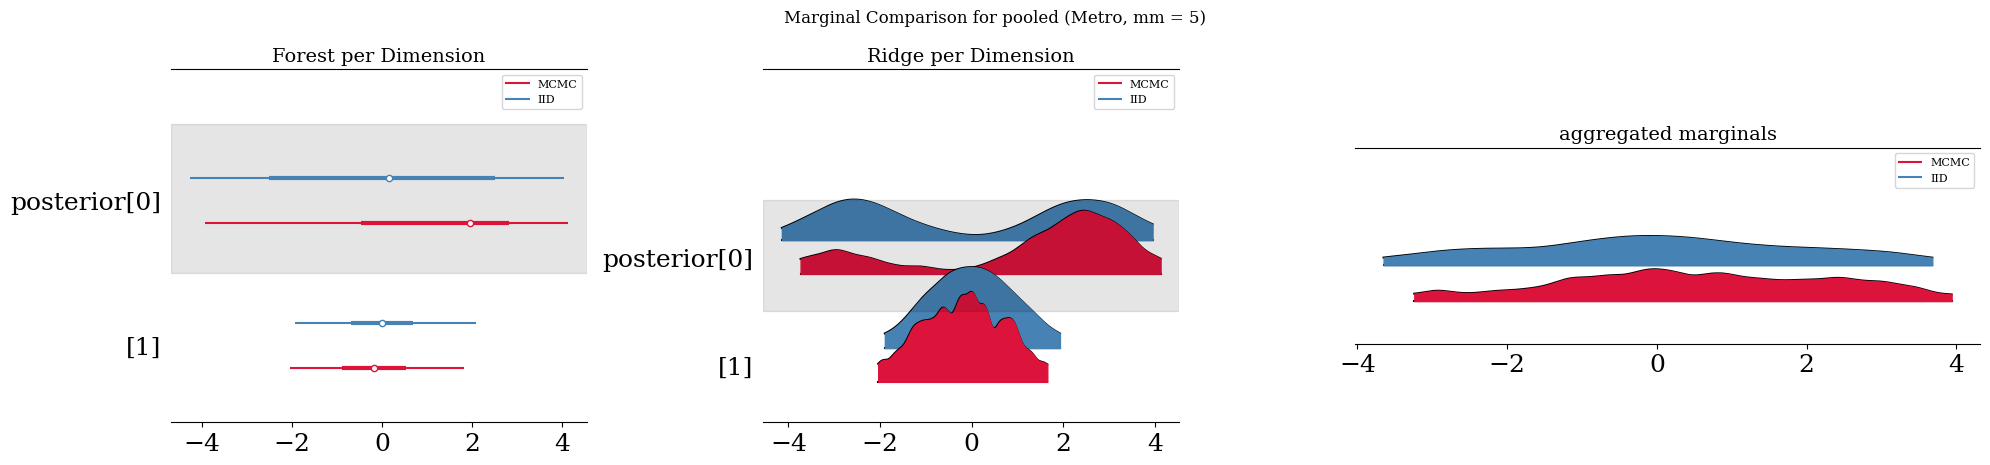 Marginal Comparison for pooled (Metro, mm = 5)
Forest per Dimension
MCMC
IID
posterior[0]
[1]
−4 −2 0 2 4
Ridge per Dimension
MCMC
IID
posterior[0]
[1]
−4 −2 0 2 4
aggregated marginals
MCMC
IID
−4 −2 0 2 4